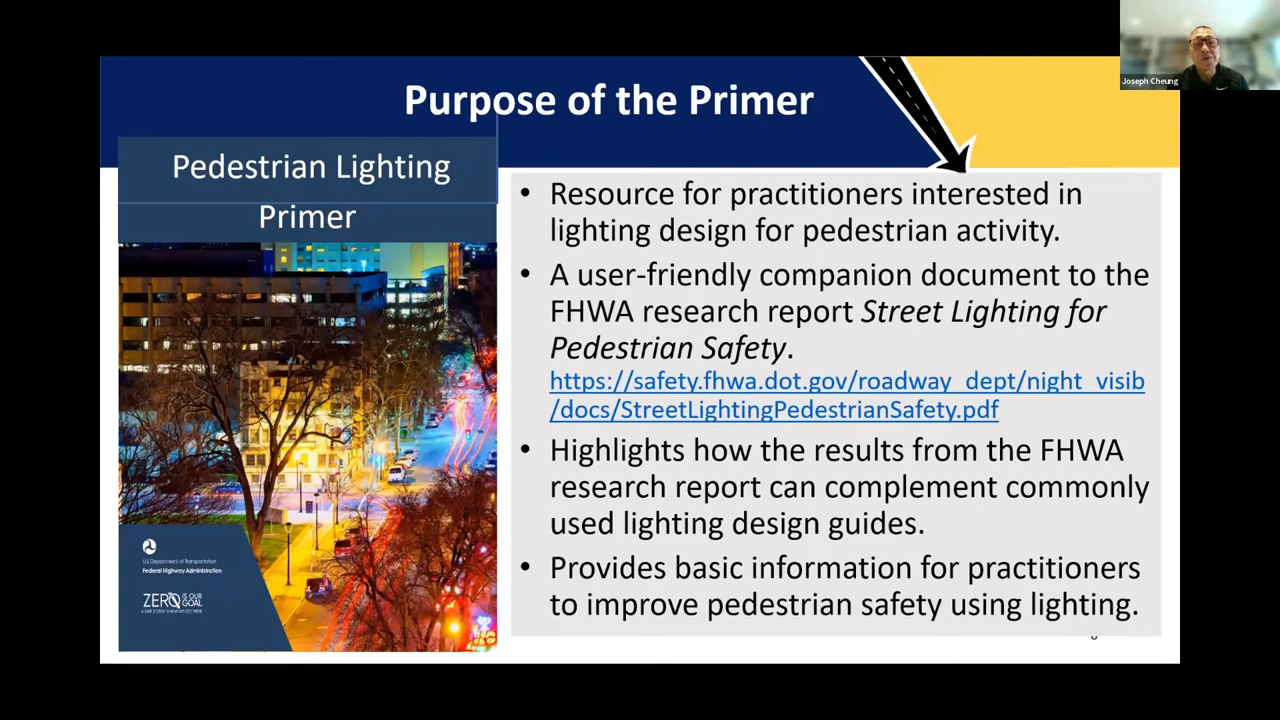 Joseph Cheung
Purpose of the Primer
Pedestrian Lighting
Primer
U.S. Department of Transportation
Federal Highway Administration
ZERO IS OUR
GOAL
• Resource for practitioners interested in
lighting design for pedestrian activity.
• A user-friendly companion document to the
FHWA research report Street Lighting for
Pedestrian Safety.
https://safety.fhwa.dot.gov/roadway_dept/night_visib
/docs/StreetLightingPedestrianSafety.pdf
• Highlights how the results from the FHWA
research report can complement commonly
used lighting design guides.
• Provides basic information for practitioners
to improve pedestrian safety using lighting.